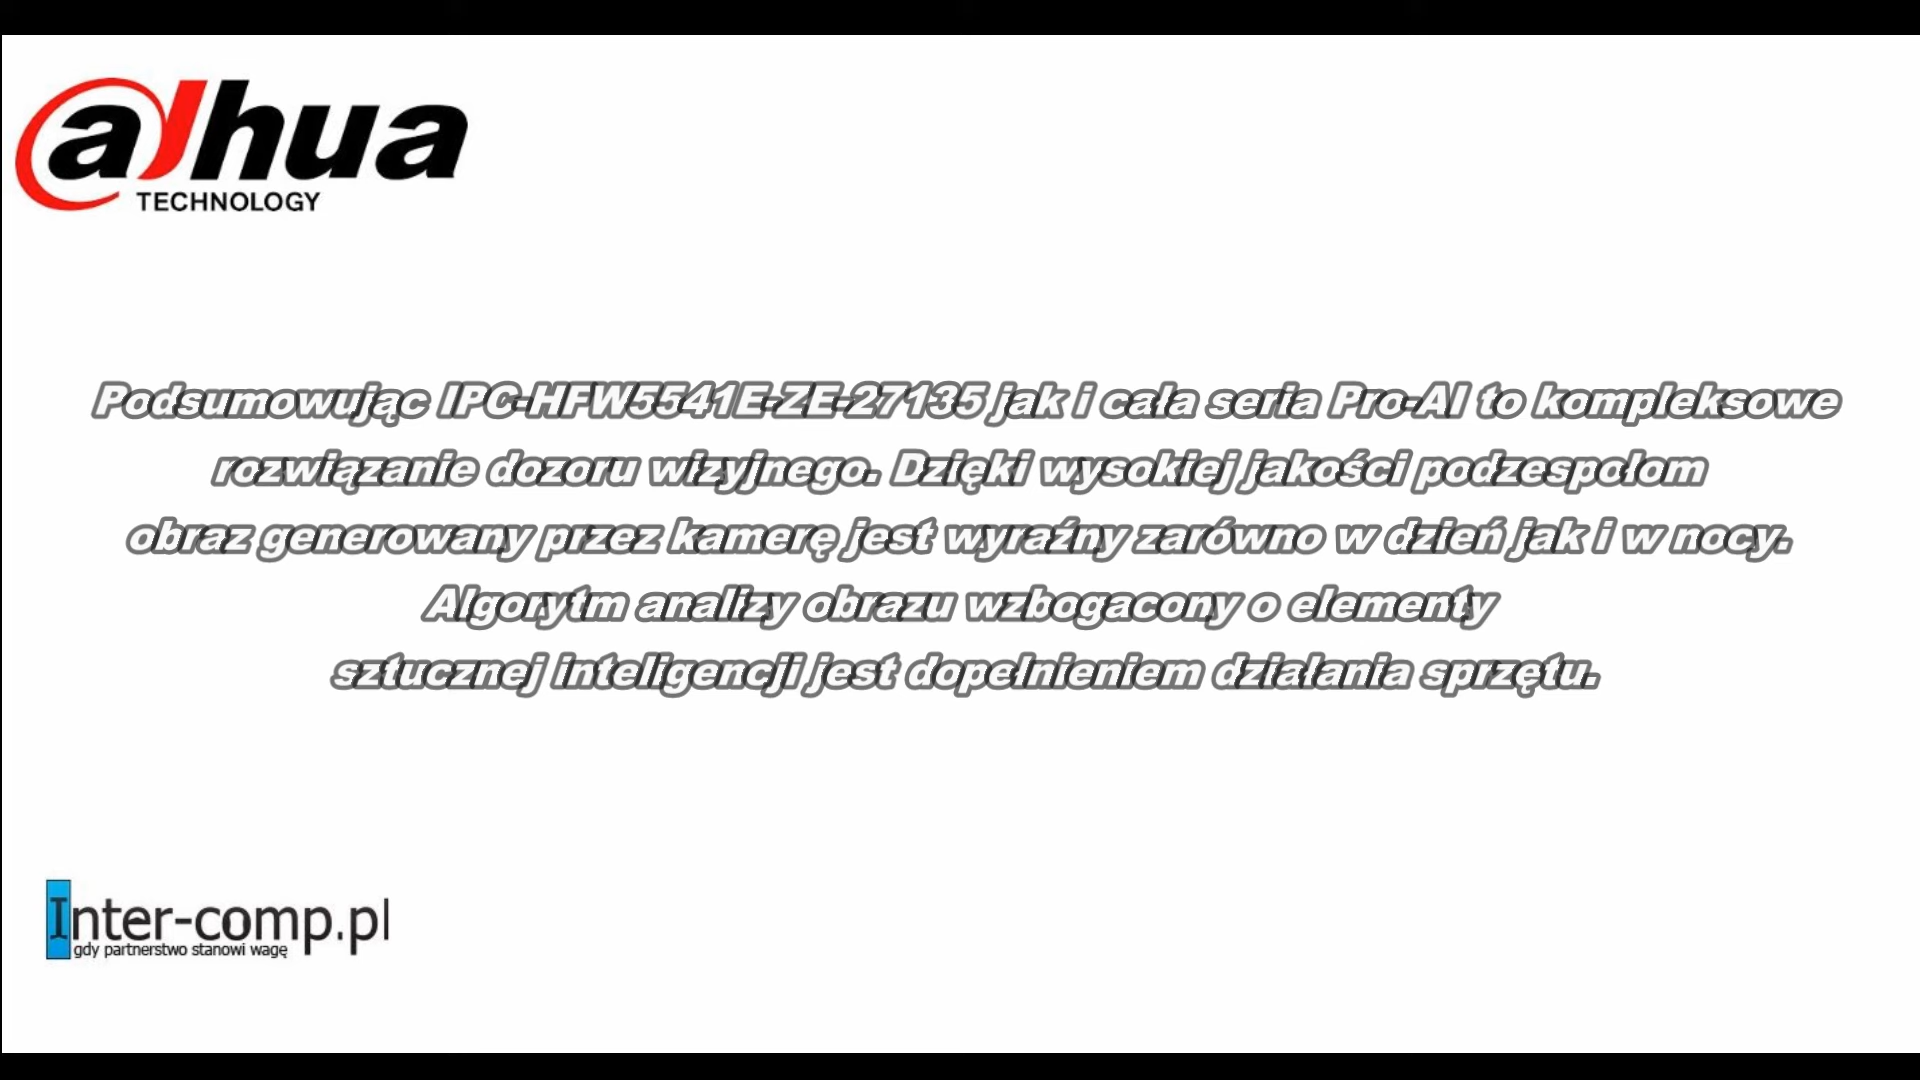 alhua
TECHNOLOGY
Podsumowując IPC-HFW5541E-ZE-27135 jak i cała seria Pro-AI to kompleksowe
rozwiązanie dozoru wizyjnego. Dzięki wysokiej jakości podzespołom
obraz generowany przez kamerę jest wyraźny zarówno w dzień jak i w nocy.
Algorytm analizy obrazu wzbogacony o elementy
sztucznej inteligencji jest dopełnieniem działania sprzętu.
Inter-comp.pl
gdy partnerstwo stanowi wagę